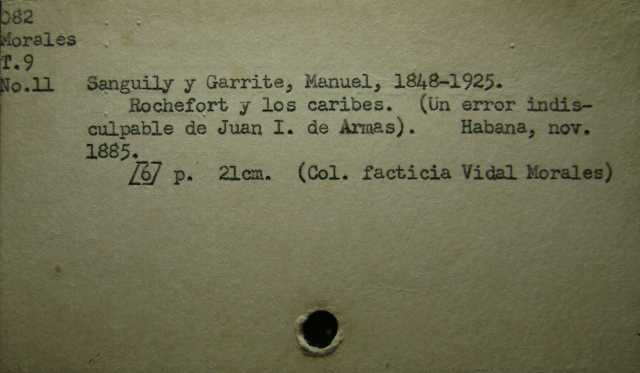 082
Morales
T.9
No.11 Sanguily y Garrite, Manuel, 1848-1925.
Rochefort y los caribes. (Un error indis-
culpable de Juan I. de Armas). Habana, nov.
1885.
[6] p. 21cm. (Col. facticia Vidal Morales)